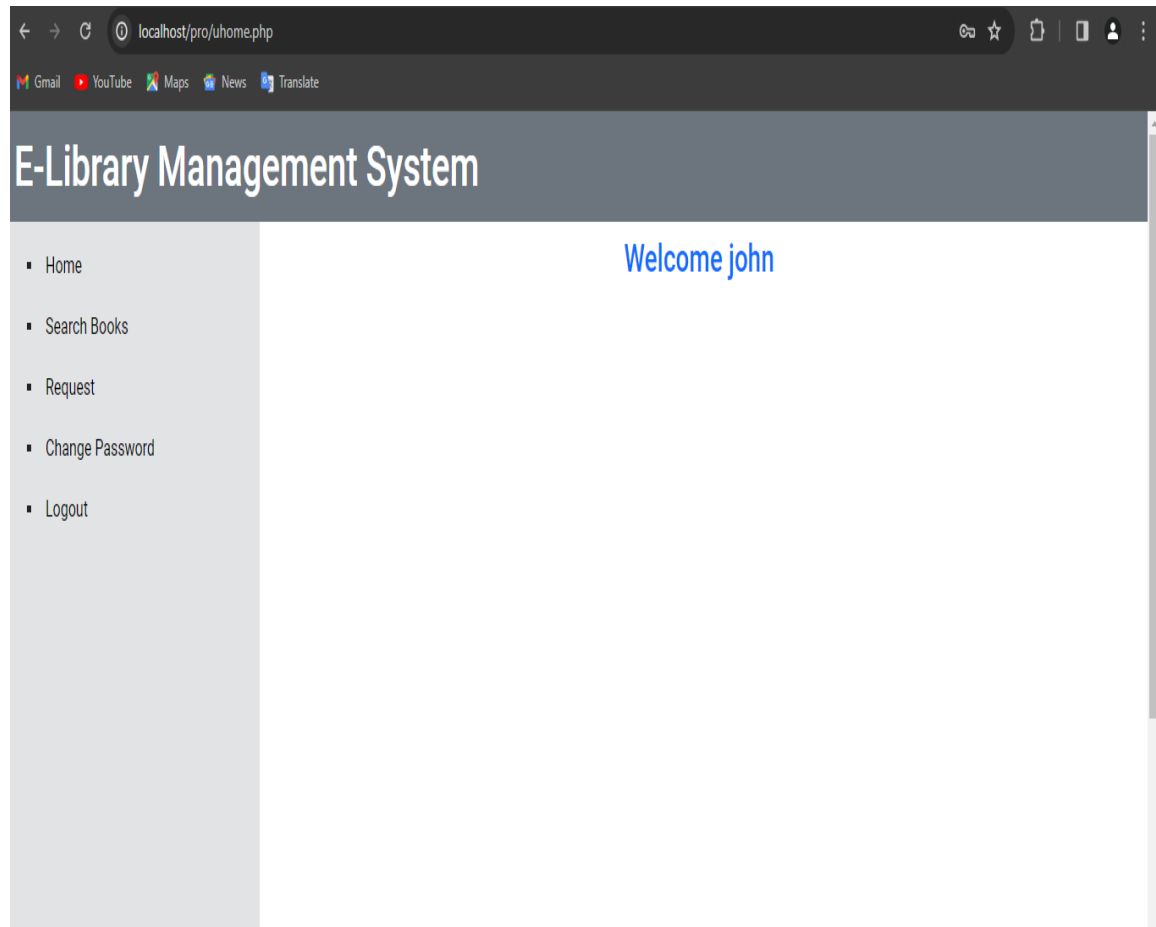 localhost/pro/uhome.php
Gmail YouTube Maps News Translate
E-Library Management System
Welcome john
▪ Home
▪ Search Books
▪ Request
▪ Change Password
▪ Logout